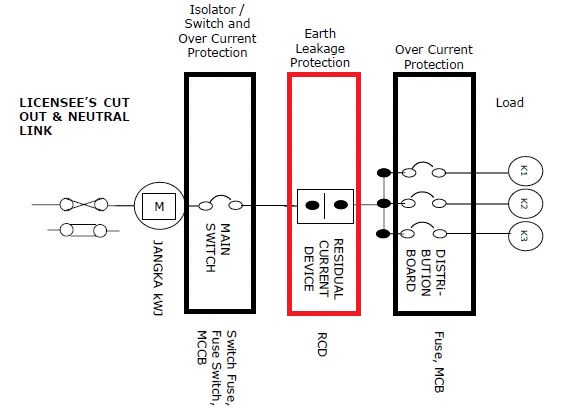 Isolator /
Switch and
Over Current
Protection
Earth
Leakage
Protection
Over Current
Protection
LICENSEE'S CUT
OUT & NEUTRAL
LINK
Load
M
JANGKA kWJ
MAIN
SWITCH
RESIDUAL
CURRENT
DEVICE
DISTRi-
BUTION
BOARD
K1
K2
K3
Switch Fuse,
Fuse Switch,
MCCB
RCD
Fuse, MCB